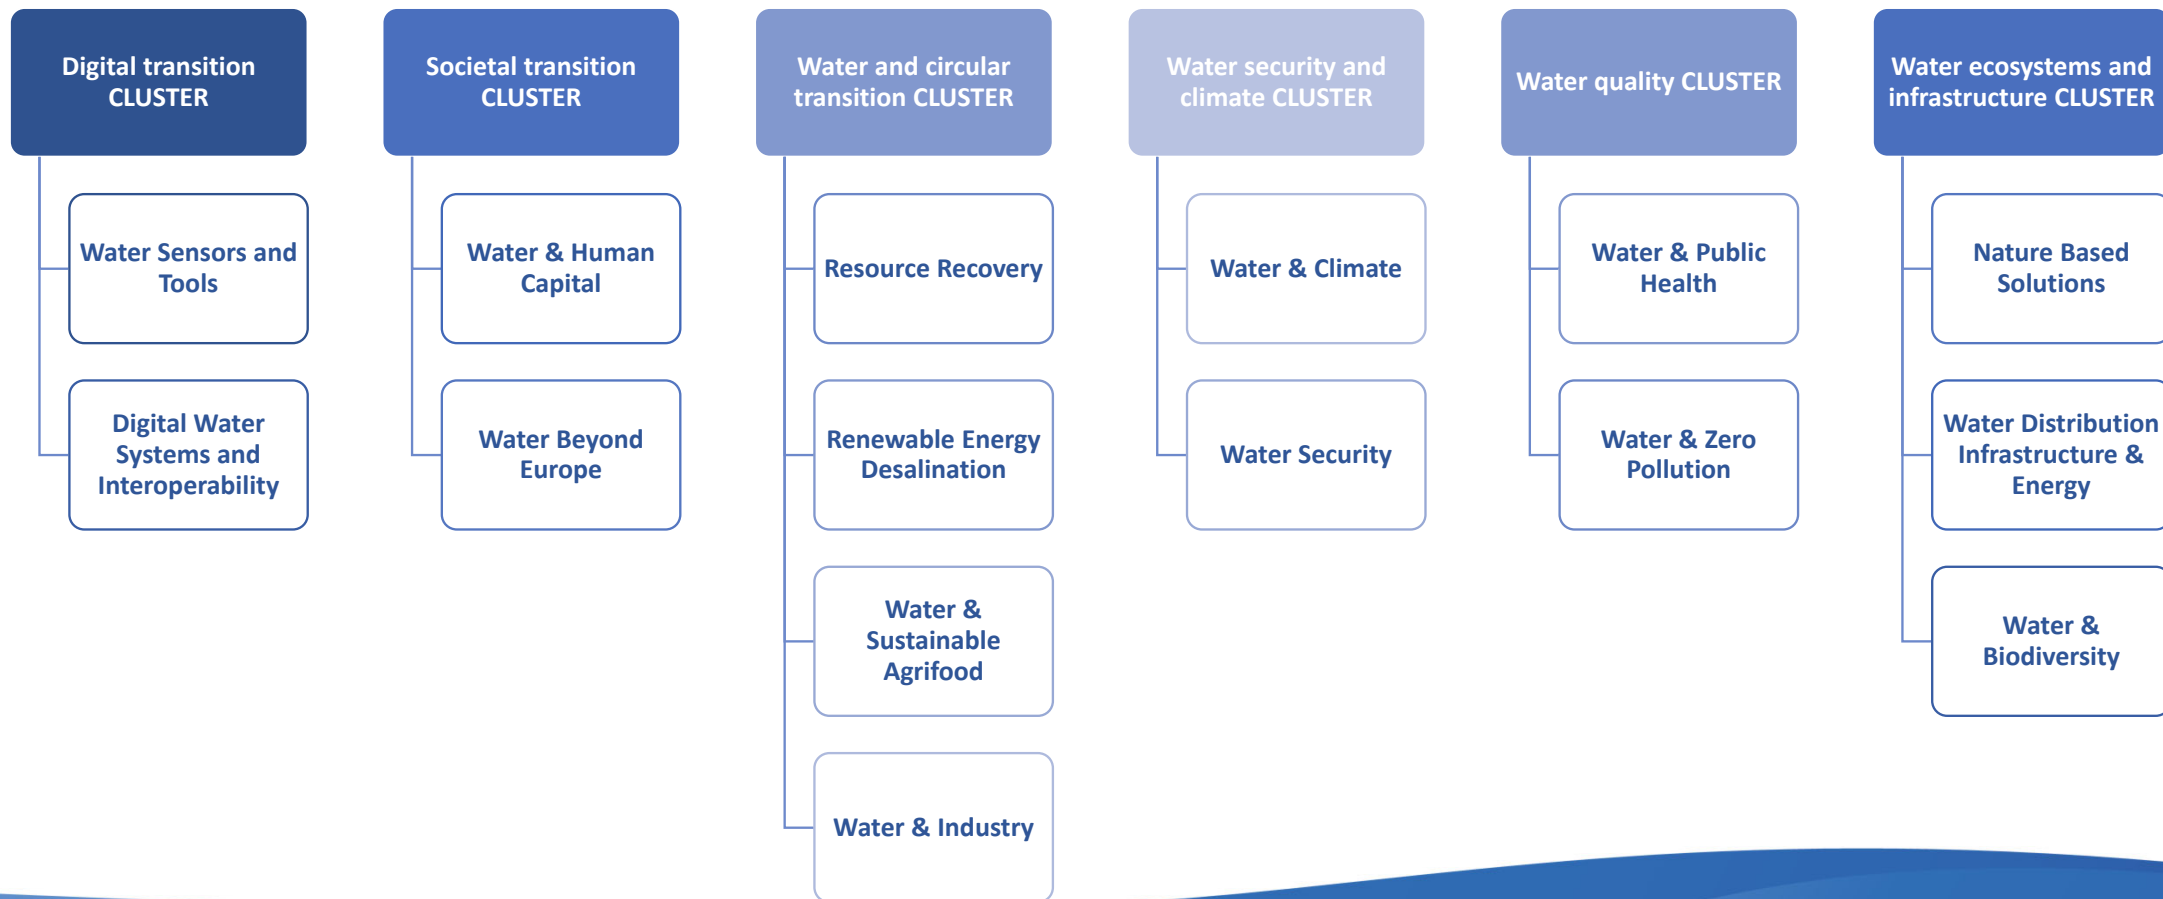 Digital transition
CLUSTER
Water Sensors and
Tools
Digital Water
Systems and
Interoperability
Societal transition
CLUSTER
Water & Human
Capital
Water Beyond
Europe
Water and circular
transition CLUSTER
Resource Recovery
Renewable Energy
Desalination
Water &
Sustainable
Agrifood
Water & Industry
Water security and
climate CLUSTER
Water & Climate
Water Security
Water quality CLUSTER
Water & Public
Health
Water & Zero
Pollution
Water ecosystems and
infrastructure CLUSTER
Nature Based
Solutions
Water Distribution
Infrastructure &
Energy
Water &
Biodiversity